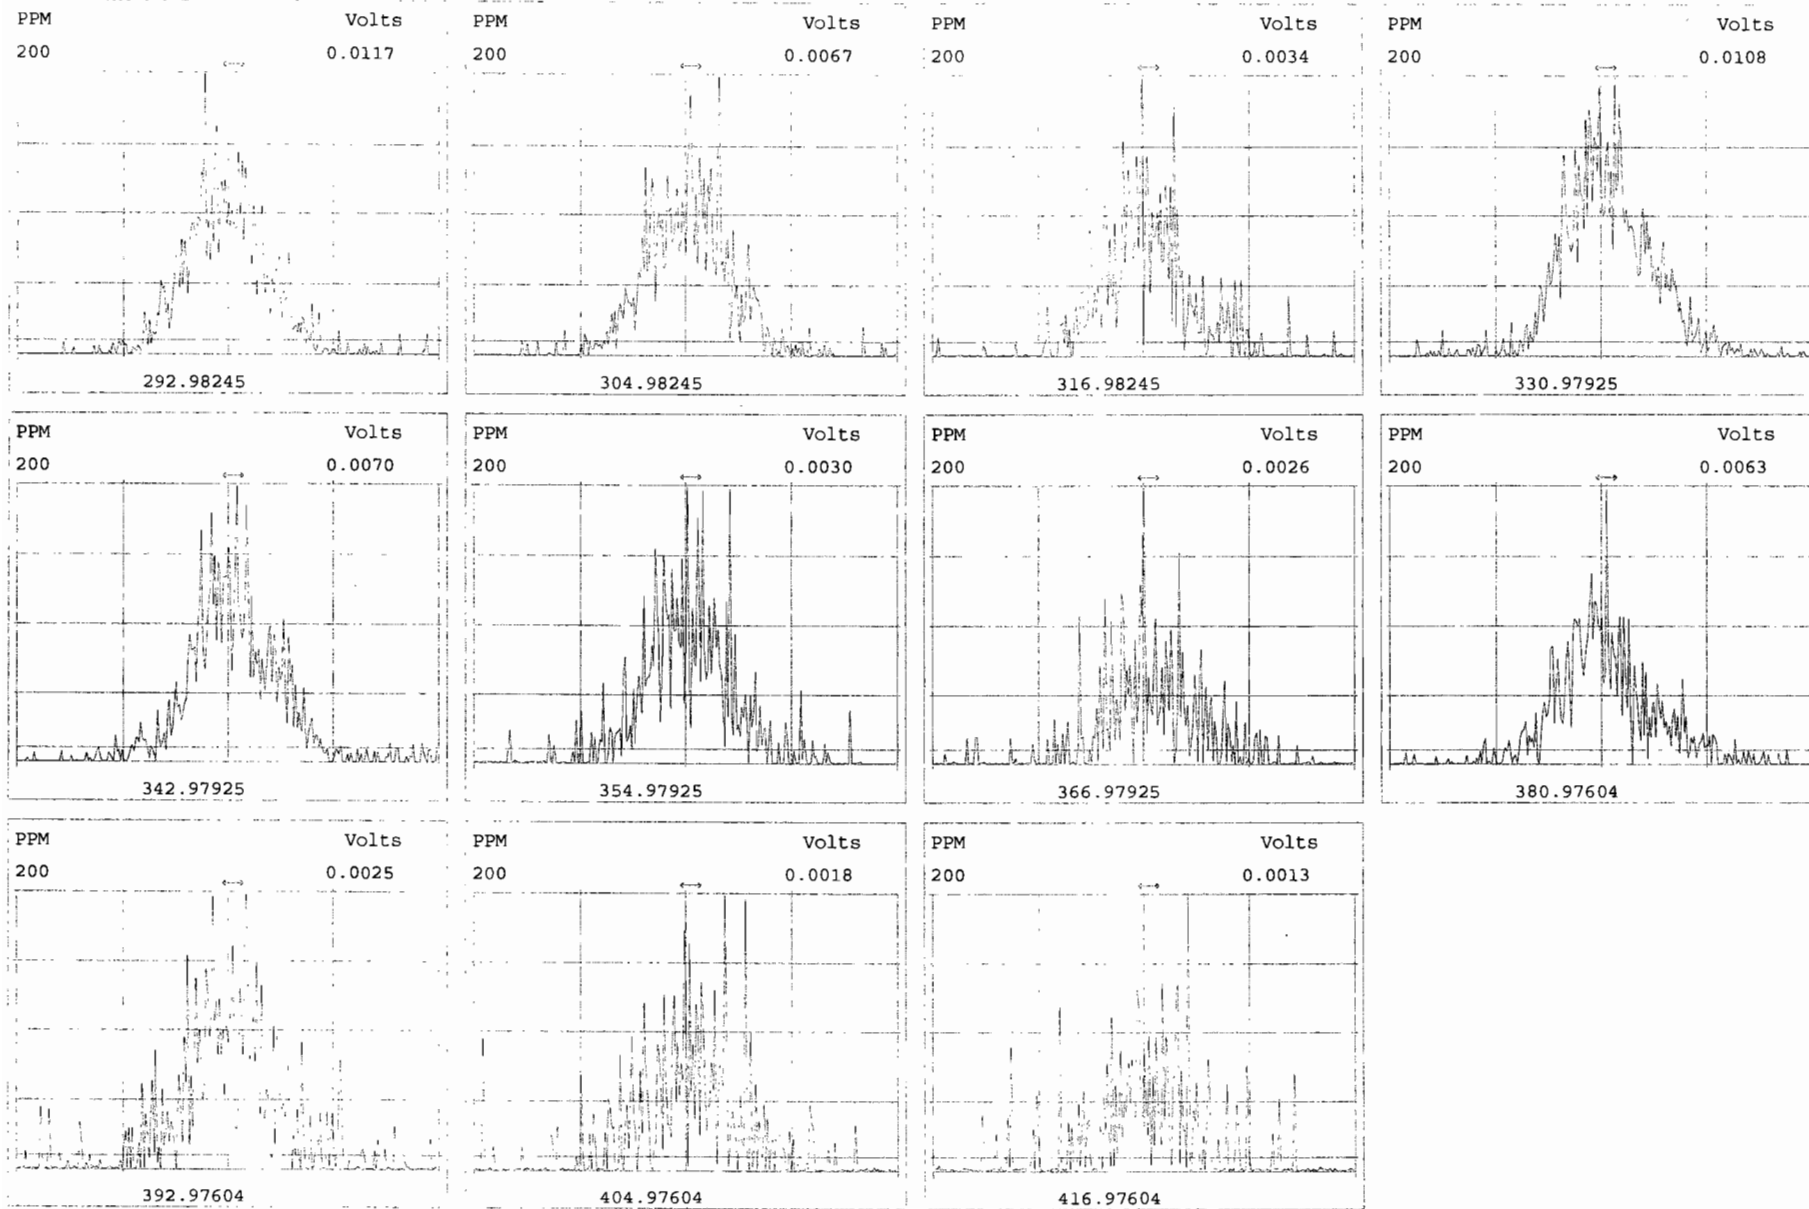 PPM Volts
200 0.0117
292.98245
PPM Volts
200 0.0067
304.98245
PPM Volts
200 0.0034
316.98245
PPM Volts
200 0.0108
330.97925
PPM Volts
200 0.0070
342.97925
PPM Volts
200 0.0030
354.97925
PPM Volts
200 0.0026
366.97925
PPM Volts
200 0.0063
380.97604
PPM Volts
200 0.0025
392.97604
PPM Volts
200 0.0018
404.97604
PPM Volts
200 0.0013
416.97604